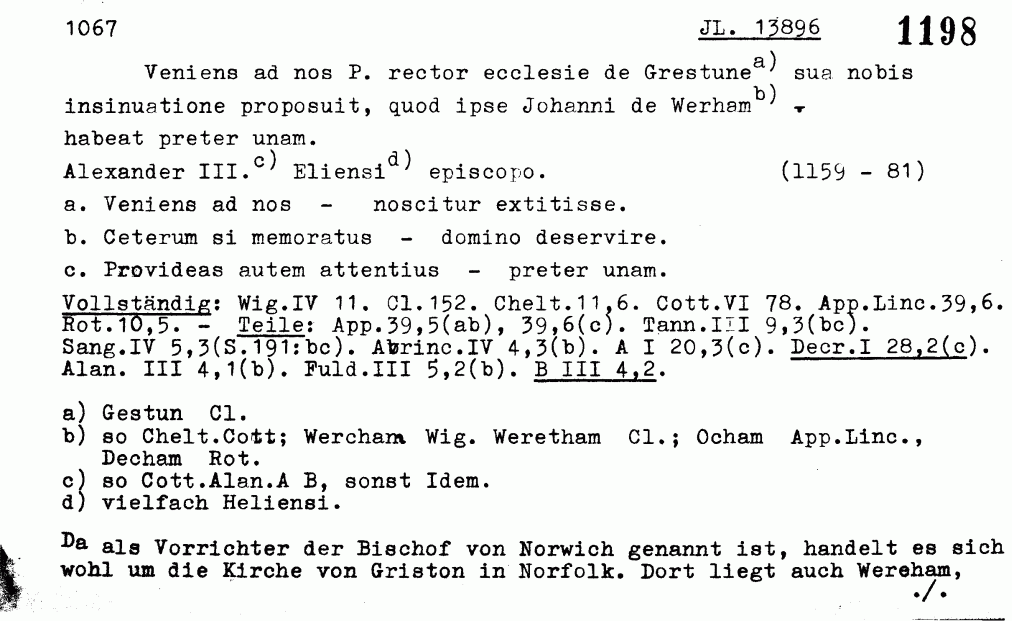 1067 JL. 13896 1198
Veniens ad nos P. rector ecclesie de Grestune a) sua nobis
insinuatione proposuit, quod ipse Johanni de Werham b) -
habeat preter unam.
Alexander III. c) Eliensi d) episcopo. (1159 - 81)
a. Veniens ad nos - noscitur extitisse.
b. Ceterum si memoratus - domino deservire.
c. Provideas autem attentius - preter unam.
Vollständig: Wig.IV 11. Cl.152. Chelt.11,6. Cott.VI 78. App.Linc.39,6.
Rot.10,5. - Teile: App.39,5(ab), 39,6(c). Tann.III 9,3(bc).
Sang.IV 5,3(S.191:bc). Abrinc.IV 4,3(b). A I 20,3(c). Decr.I 28,2(c).
Alan. III 4,1(b). Fuld.III 5,2(b). B III 4,2.
a) Gestun Cl.
b) so Chelt.Cott; Wercham Wig. Weretham Cl.; Ocham App.Linc.,
Decham Rot.
c) so Cott.Alan.A B, sonst Idem.
d) vielfach Heliensi.
Da als Vorrichter der Bischof von Norwich genannt ist, handelt es sich
wohl um die Kirche von Griston in Norfolk. Dort liegt auch Wereham,
./.